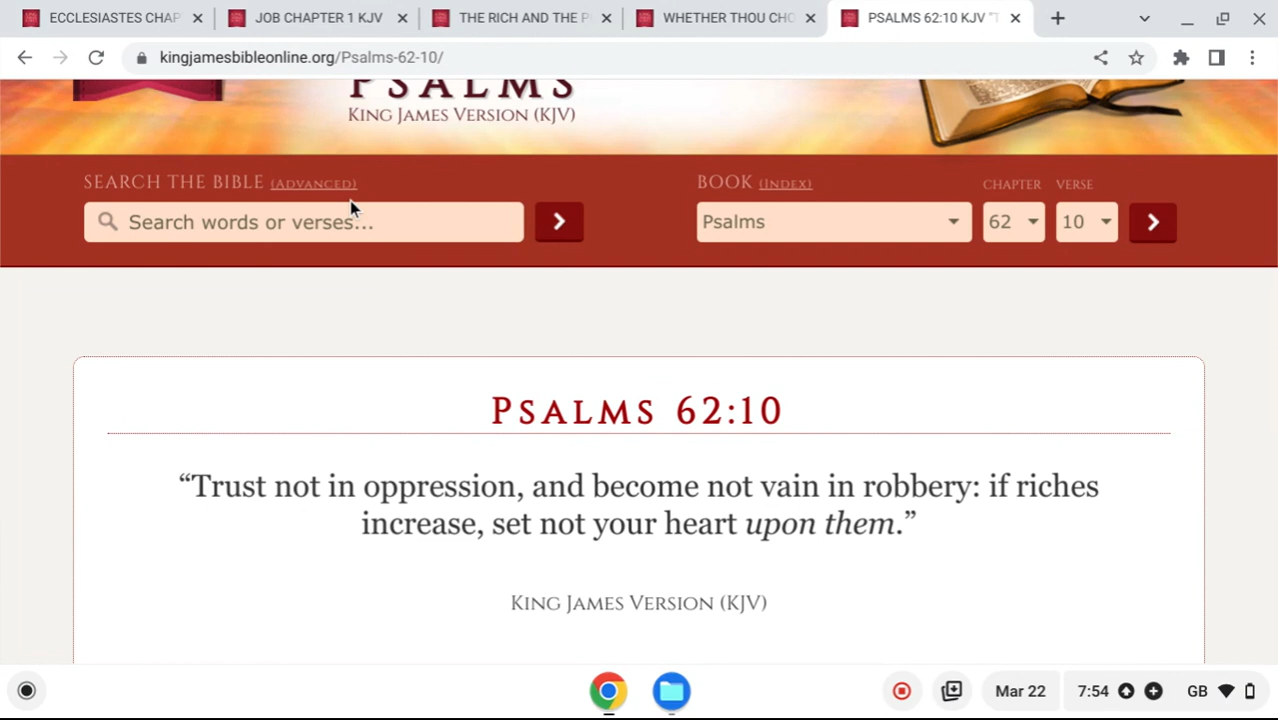 ECCLESIASTES CHAP
JOB CHAPTER 1 KJV
THE RICH AND THE P
WHETHER THOU CHO
PSALMS 62:10 KJV "T
kingjamesbibleonline.org/Psalms-62-10/
PSALMS
KING JAMES VERSION (KJV)
SEARCH THE BIBLE (ADVANCED)
Search words or verses...
BOOK (INDEX)
CHAPTER
VERSE
Psalms
62
10
PSALMS 62:10
“Trust not in oppression, and become not vain in robbery: if riches
increase, set not your heart upon them.”
KING JAMES VERSION (KJV)
Mar 22
7:54
GB